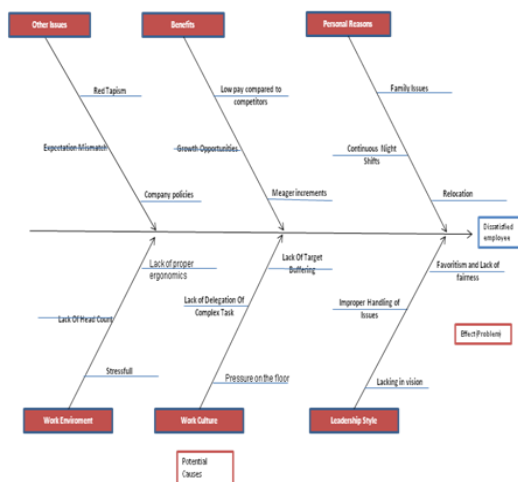 Other Issues
Benefits
Personal Reasons
Red Tapism
Low pay compared to
competitors
Family Issues
Expectation Mismatch
Growth Opportunities
Continuous Night
Shifts
Company policies
Meager increments
Relocation
Dissatisfied
employee
Lack of proper
ergonomics
Lack Of Target
Buffering
Favoritism and Lack of
fairness
Lack Of Head Count
Lack of Delegation Of
Complex Task
Improper Handling of
Issues
Effect(Problem)
Stressfull
Pressure on the floor
Lacking in vision
Work Enviroment
Work Culture
Leadership Style
Potential
Causes